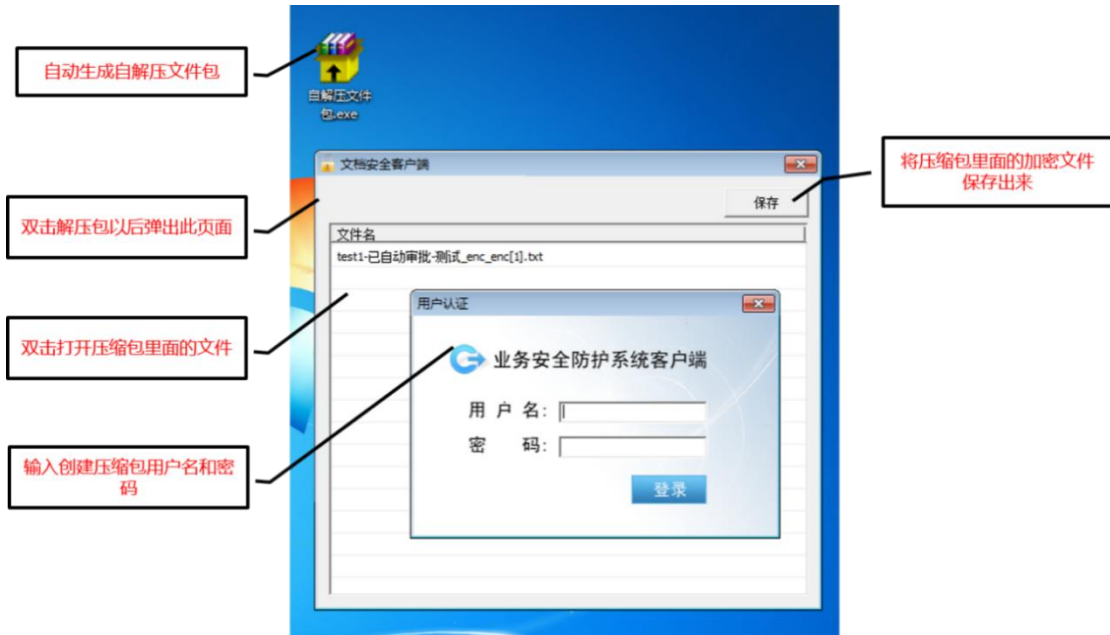 自动生成自解压文件包
自解压文件
包.exe
文档安全客户端
将压缩包里面的加密文件
保存出来
保存
双击解压包以后弹出此页面
文件名
test1-已自动审批-测试_enc_enc[1].txt
用户认证
双击打开压缩包里面的文件
业务安全防护系统客户端
用 户 名:
密 码:
输入创建压缩包用户名和密
码
登录